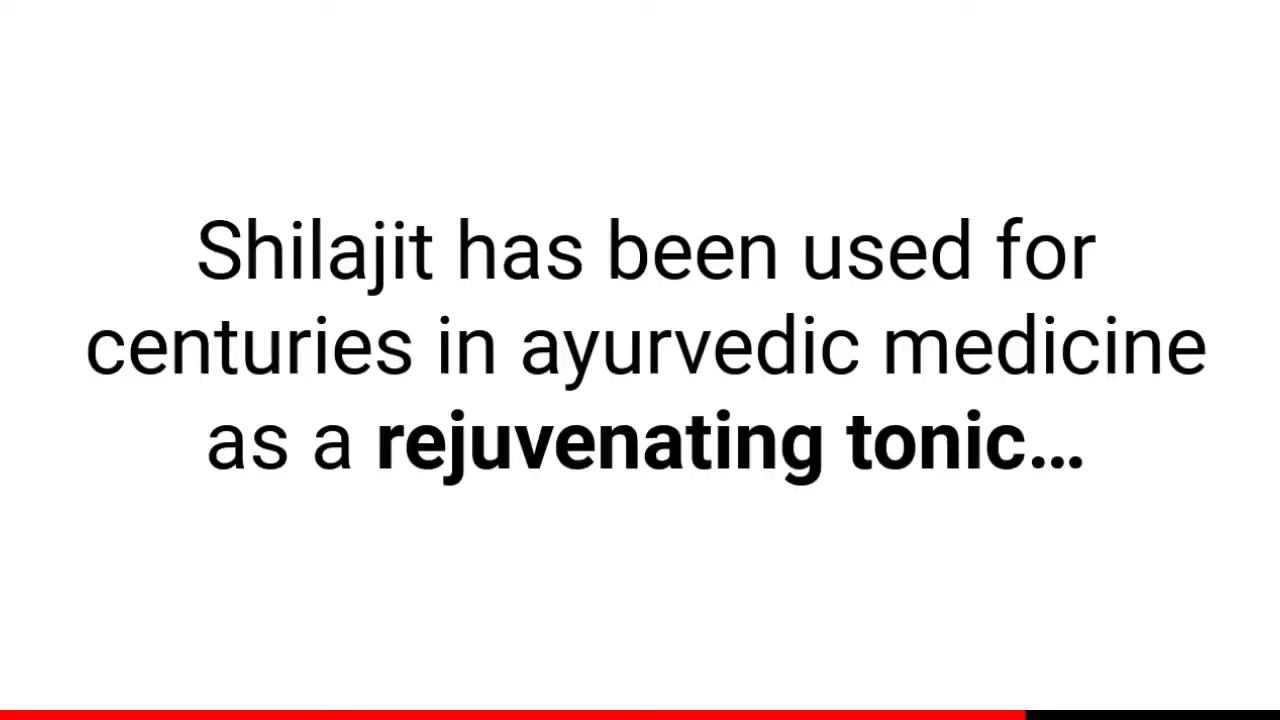 Shilajit has been used for
centuries in ayurvedic medicine
as a rejuvenating tonic...